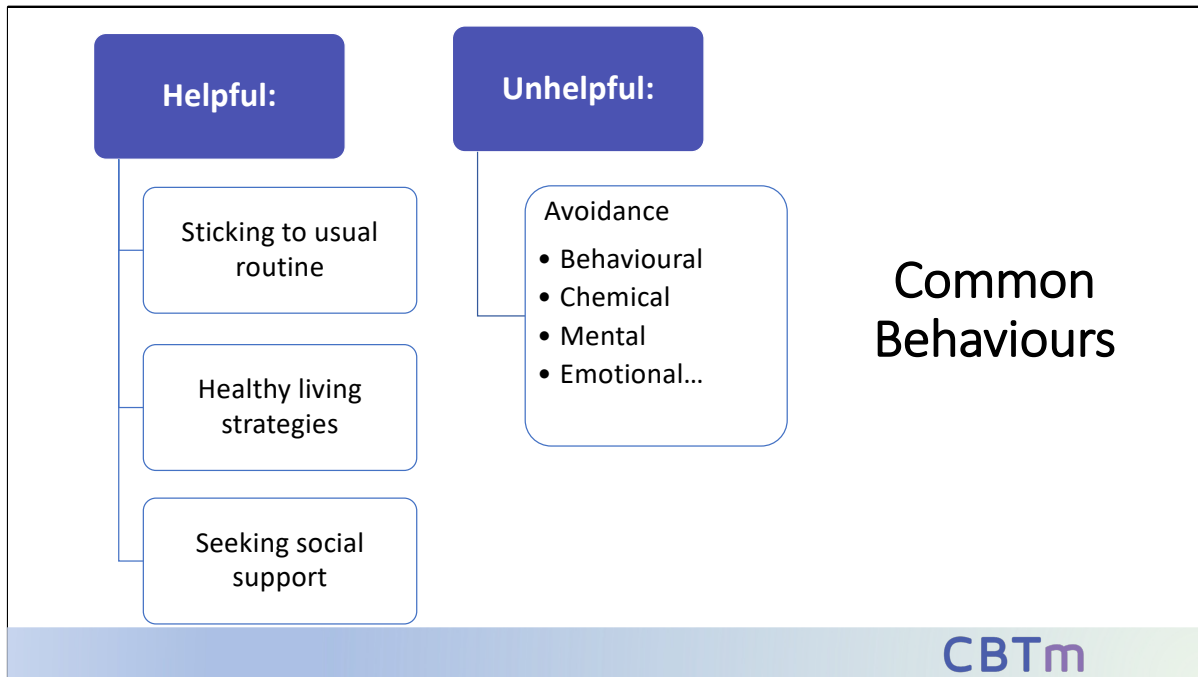 Helpful:
Sticking to usual
routine
Healthy living
strategies
Seeking social
support
Unhelpful:
Avoidance
• Behavioural
• Chemical
• Mental
• Emotional…
Common
Behaviours
CBTm